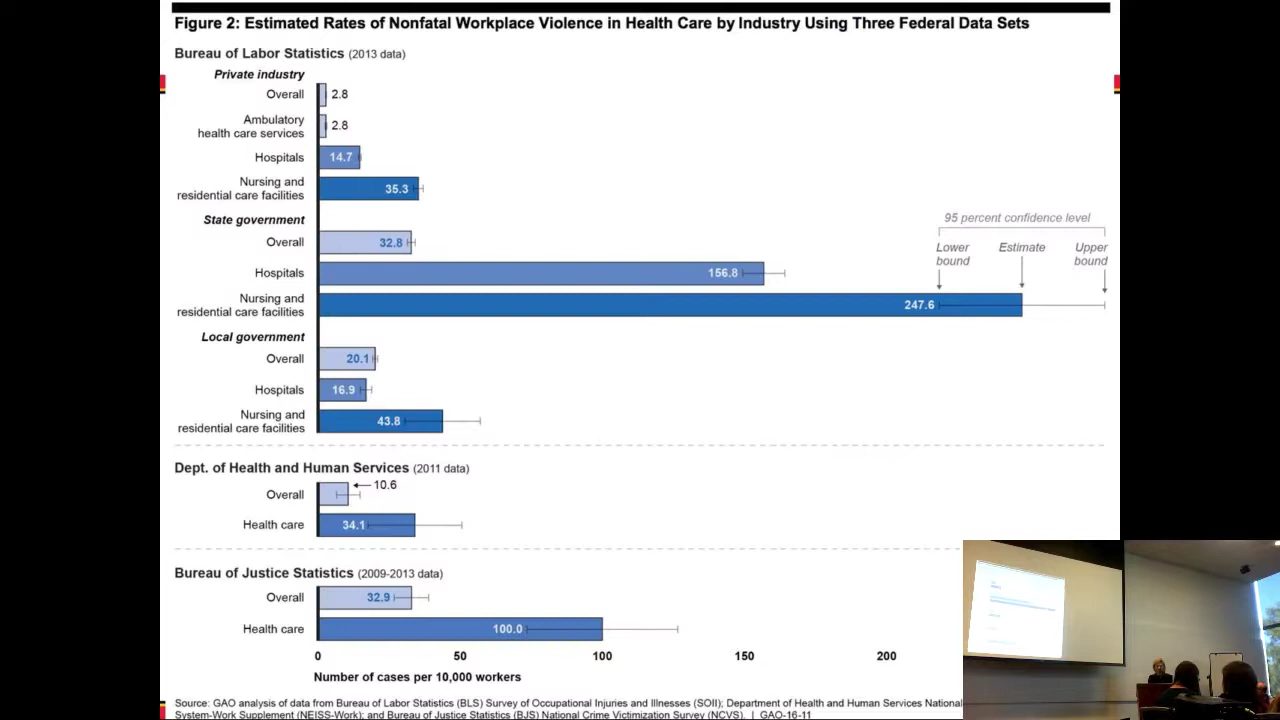 Figure 2: Estimated Rates of Nonfatal Workplace Violence in Health Care by Industry Using Three Federal Data Sets
Bureau of Labor Statistics (2013 data)
Private industry
Overall 2.8
Ambulatory
health care services 2.8
Hospitals 14.7
Nursing and
residential care facilities 35.3
State government
95 percent confidence level
Overall 32.8
Lower
bound
Estimate
Upper
bound
Hospitals 156.8
Nursing and
residential care facilities 247.6
Local government
Overall 20.1
Hospitals 16.9
Nursing and
residential care facilities 43.8
Dept. of Health and Human Services (2011 data)
Overall 10.6
Health care 34.1
Bureau of Justice Statistics (2009-2013 data)
Overall 32.9
Health care 100.0
0 50 100 150 200
Number of cases per 10,000 workers
Source: GAO analysis of data from Bureau of Labor Statistics (BLS) Survey of Occupational Injuries and Illnesses (SOII); Department of Health and Human Services National
System-Work Supplement (NEISS-Work); and Bureau of Justice Statistics (BJS) National Crime Victimization Survey (NCVS). | GAO-16-11